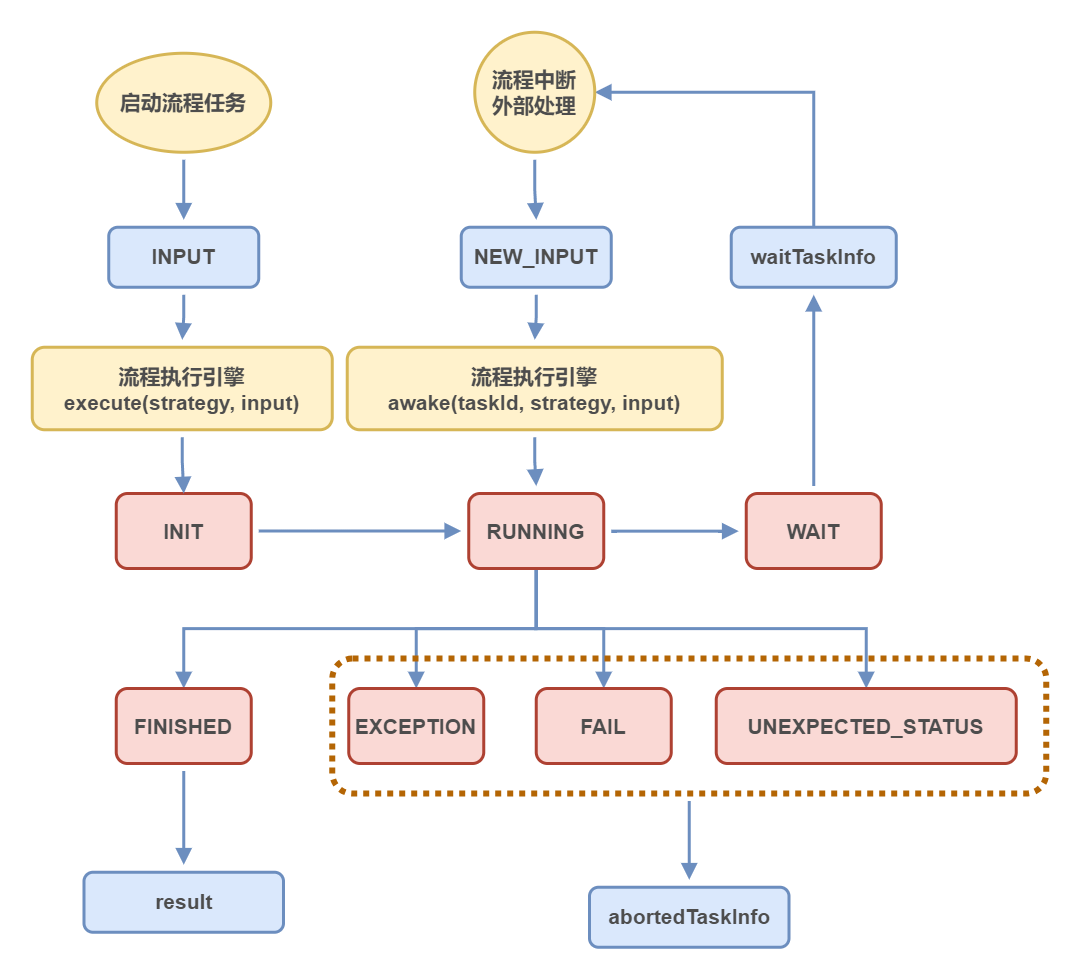 启动流程任务
流程中断
外部处理
INPUT
NEW_INPUT
waitTaskInfo
流程执行引擎
execute(strategy, input)
流程执行引擎
awake(taskId, strategy, input)
INIT
RUNNING
WAIT
FINISHED
EXCEPTION
FAIL
UNEXPECTED_STATUS
result
abortedTaskInfo